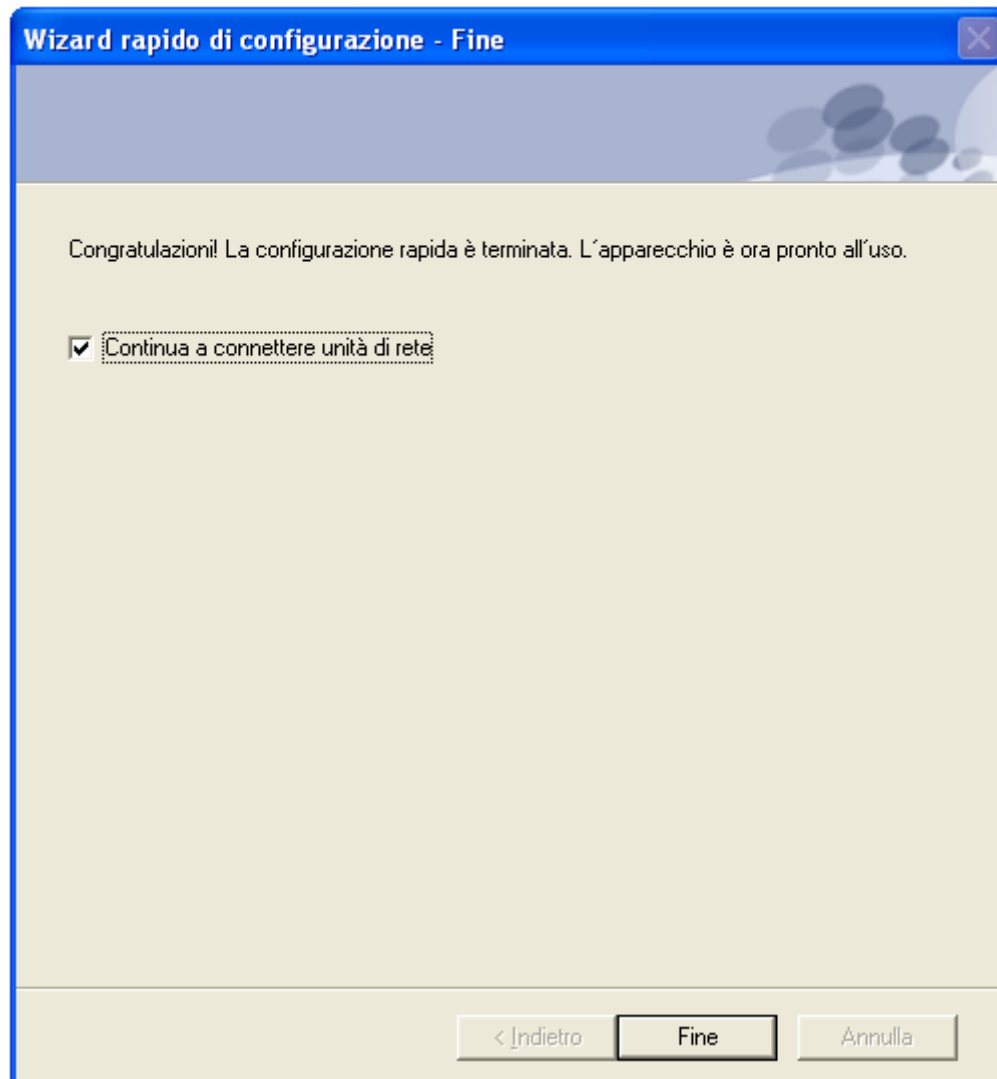 Wizard rapido di configurazione - Fine
Congratulazioni! La configurazione rapida è terminata. L´apparecchio è ora pronto all´uso.
Continua a connettere unità di rete
< Indietro
Fine
Annulla